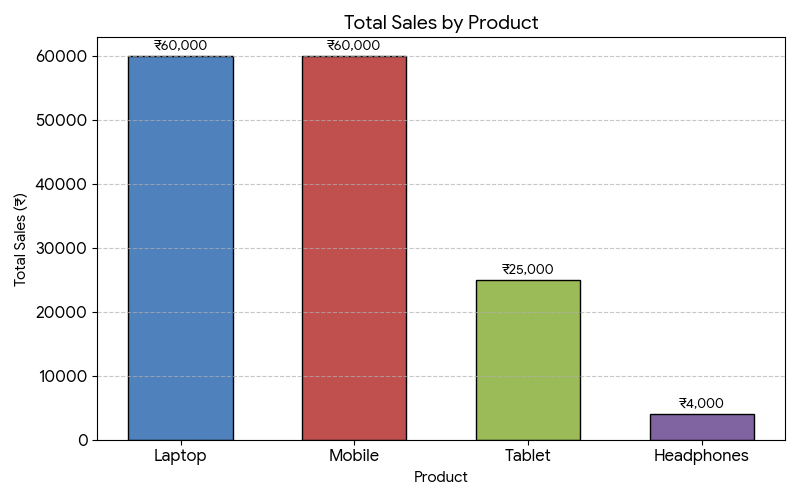 Total Sales by Product
₹60,000 ₹60,000
60000
50000
40000
30000
₹25,000
20000
10000
₹4,000
0
Laptop Mobile Tablet Headphones
Product
Total Sales (₹)